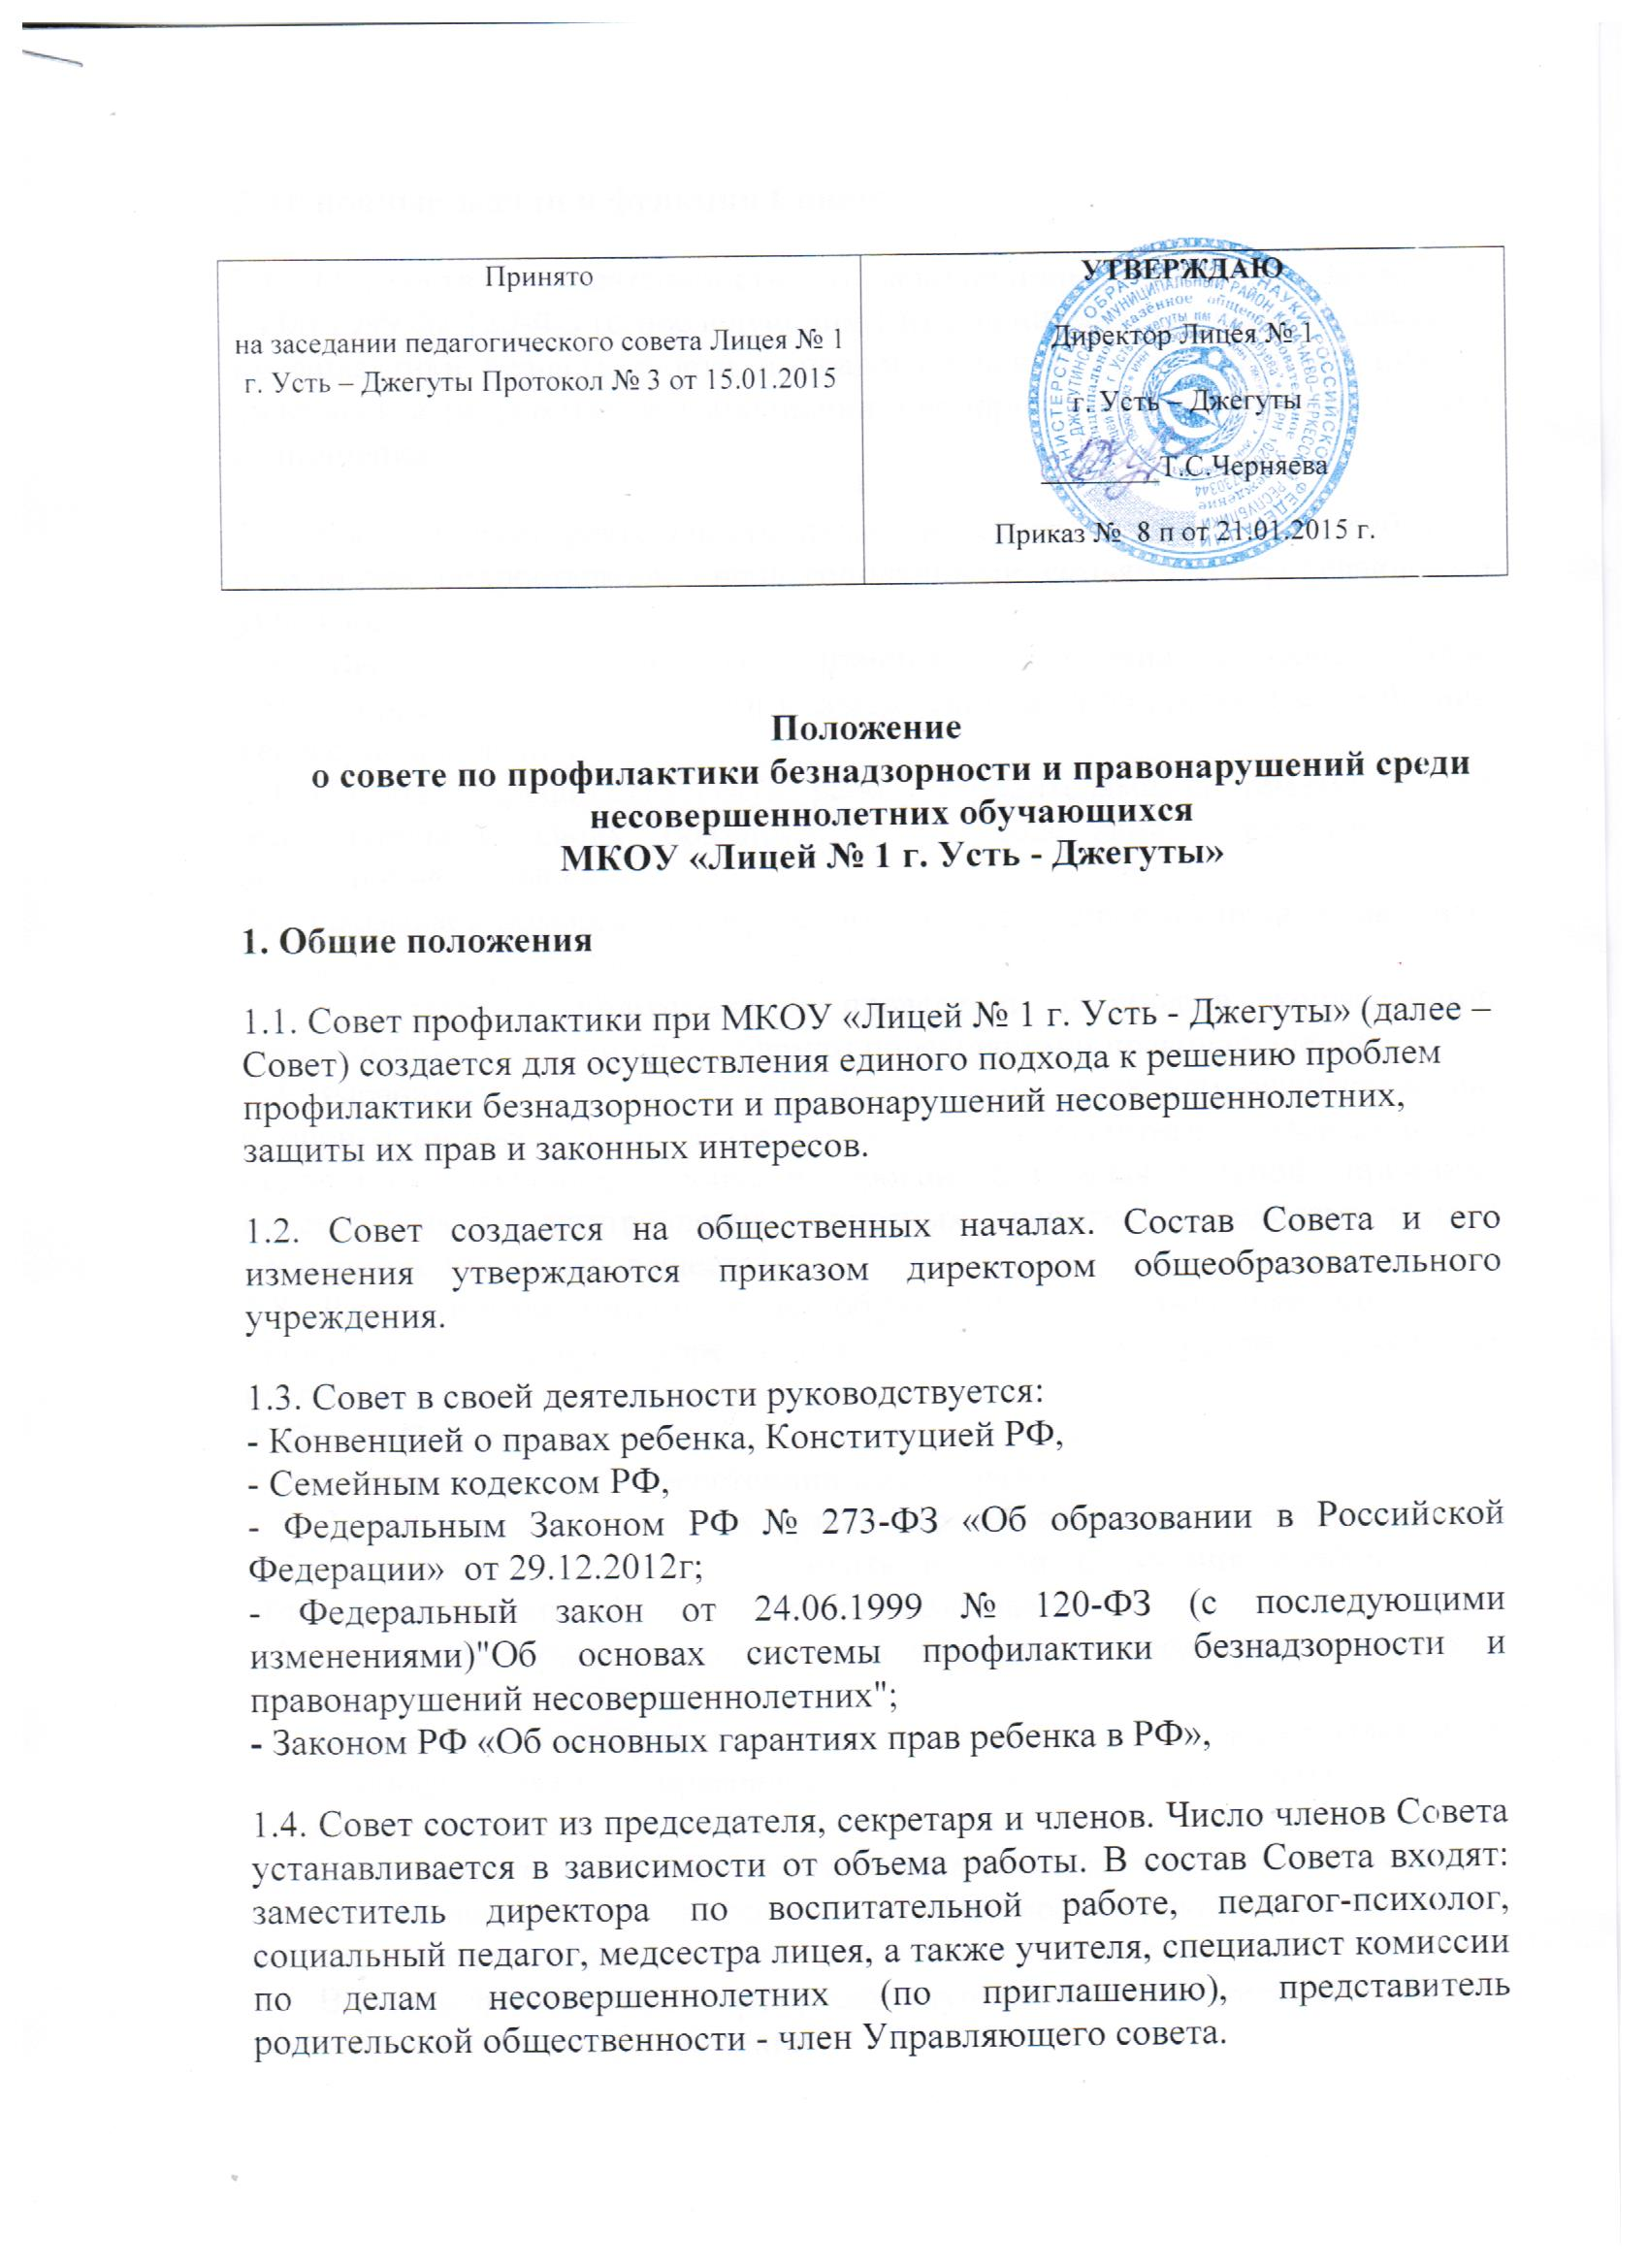 Принято
на заседании педагогического совета Лицея № 1
г. Усть – Джегуты Протокол № 3 от 15.01.2015
УТВЕРЖДАЮ
Директор Лицея № 1
г. Усть – Джегуты
________Т.С.Черняева
Приказ № 8 п от 21.01.2015 г.
Положение
о совете по профилактики безнадзорности и правонарушений среди
несовершеннолетних обучающихся
МКОУ «Лицей № 1 г. Усть - Джегуты»
1. Общие положения
1.1. Совет профилактики при МКОУ «Лицей № 1 г. Усть - Джегуты» (далее –
Совет) создается для осуществления единого подхода к решению проблем
профилактики безнадзорности и правонарушений несовершеннолетних,
защиты их прав и законных интересов.
1.2. Совет создается на общественных началах. Состав Совета и его
изменения утверждаются приказом директором общеобразовательного
учреждения.
1.3. Совет в своей деятельности руководствуется:
- Конвенцией о правах ребенка, Конституцией РФ,
- Семейным кодексом РФ,
- Федеральным Законом РФ № 273-ФЗ «Об образовании в Российской
Федерации» от 29.12.2012г;
- Федеральный закон от 24.06.1999 № 120-ФЗ (с последующими
изменениями)"Об основах системы профилактики безнадзорности и
правонарушений несовершеннолетних";
- Законом РФ «Об основных гарантиях прав ребенка в РФ»,
1.4. Совет состоит из председателя, секретаря и членов. Число членов Совета
устанавливается в зависимости от объема работы. В состав Совета входят:
заместитель директора по воспитательной работе, педагог-психолог,
социальный педагог, медсестра лицея, а также учителя, специалист комиссии
по делам несовершеннолетних (по приглашению), представитель
родительской общественности - член Управляющего совета.